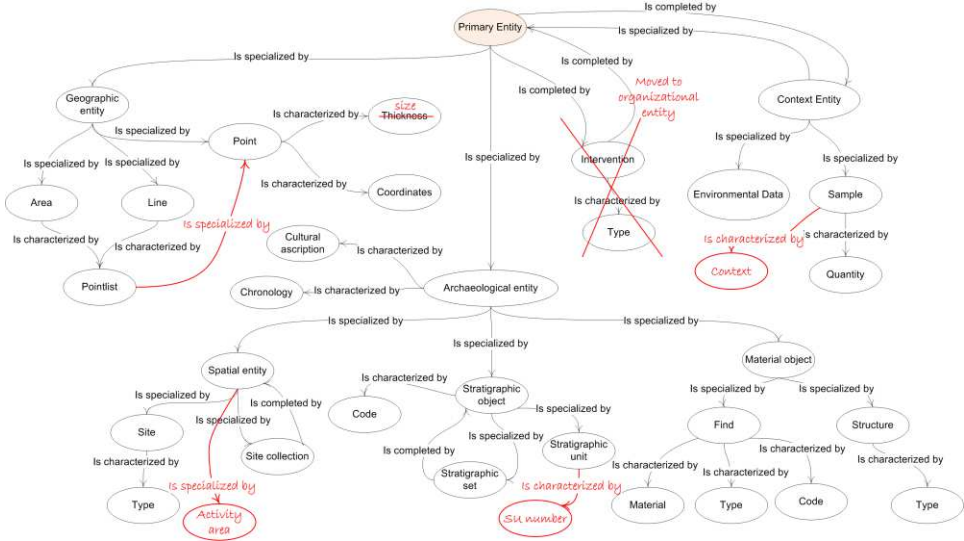 Is completed by
Primary Entity
Is specialized by
Is completed by
Is specialized by
Is completed by
Moved to
organizational
entity
Geographic
entity
Context Entity
size
Thickness
Is characterized by
Is specialized by
Point
Is specialized by
Is specialized by
Is specialized by
Intervention
Is specialized by
Is specialized by
Is characterized by
Coordinates
Environmental Data
Sample
Area
Line
Is specialized by
Is characterized by
Type
Is characterized by
Is characterized by
Cultural
ascription
Is characterized by
Is characterized by
Is characterized by
Context
Quantity
Pointlist
Chronology
Is characterized by
Archaeological entity
Is specialized by
Is specialized by
Is specialized by
Spatial entity
Material object
Is characterized by
Stratigraphic
object
Is specialized by
Is completed by
Is specialized by
Is specialized by
Code
Is specialized by
Site
Is specialized by
Find
Structure
Is completed by
Is specialized by
Stratigraphic
unit
Site collection
Is characterized by
Stratigraphic
set
Is characterized by
Is characterized by
Is characterized by
Is characterized by
Is characterized by
Is specialized by
Is characterized by
Type
Activity
area
SU number
Material
Type
Code
Type